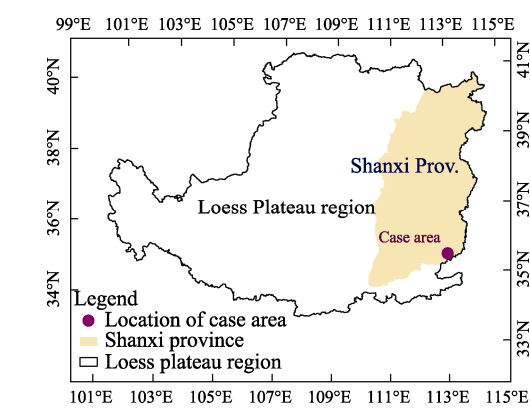 99°E 101°E 103°E 105°E 107°E 109°E 111°E 113°E 115°E
41°N
40°N
39°N
38°N
Shanxi Prov.
37°N
Loess Plateau region
36°N
Case area
35°N
34°N
Legend
Location of case area
33°N
Shanxi province
Loess plateau region
101°E 103°E 105°E 107°E 109°E 111°E 113°E 115°E